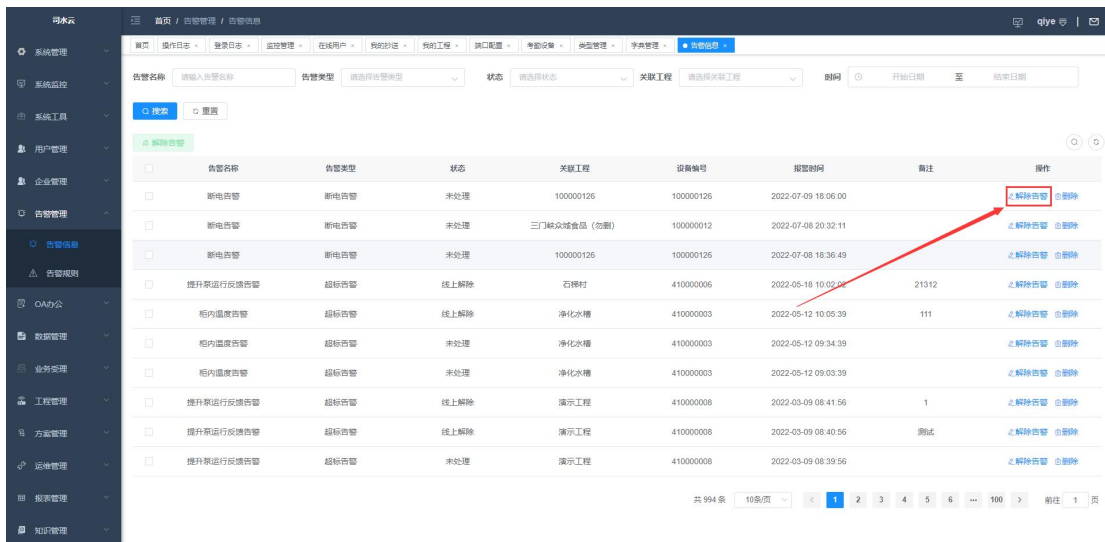 司水云
首页 / 告警管理 / 告警信息
qiye
系统管理
系统监控
系统工具
用户管理
企业管理
告警管理
告警信息
告警规则
OA办公
数据管理
业务受理
工程管理
方案管理
运维管理
报表管理
知识管理
首页 操作日志 × 登录日志 × 监控管理 × 在线用户 × 我的抄送 × 我的工程 × 端口配置 × 考勤设备 × 类型管理 × 字典管理 × 告警信息 ×
告警名称 请输入告警名称 告警类型 请选择告警类型 状态 请选择状态 关联工程 请选择关联工程 时间 开始日期 至 结束日期
搜索 重置
解除告警
告警名称 告警类型 状态 关联工程 设备编号 报警时间 备注 操作
断电告警 断电告警 未处理 100000126 100000126 2022-07-09 18:06:00 解除告警 删除
断电告警 断电告警 未处理 三门峡众城食品（勿删） 100000012 2022-07-08 20:32:11 解除告警 删除
断电告警 断电告警 未处理 100000126 100000126 2022-07-08 18:36:49 解除告警 删除
提升泵运行反馈告警 超标告警 线上解除 石梯村 410000006 2022-05-18 10:02:02 21312 解除告警 删除
柜内温度告警 超标告警 线上解除 净化水槽 410000003 2022-05-12 10:05:39 111 解除告警 删除
柜内温度告警 超标告警 未处理 净化水槽 410000003 2022-05-12 09:34:39 解除告警 删除
柜内温度告警 超标告警 未处理 净化水槽 410000003 2022-05-12 09:03:39 解除告警 删除
提升泵运行反馈告警 超标告警 线上解除 演示工程 410000008 2022-03-09 08:41:56 1 解除告警 删除
提升泵运行反馈告警 超标告警 线上解除 演示工程 410000008 2022-03-09 08:40:56 测试 解除告警 删除
提升泵运行反馈告警 超标告警 未处理 演示工程 410000008 2022-03-09 08:39:56 解除告警 删除
共 994 条 10条/页 < 1 2 3 4 5 6 ··· 100 > 前往 1 页